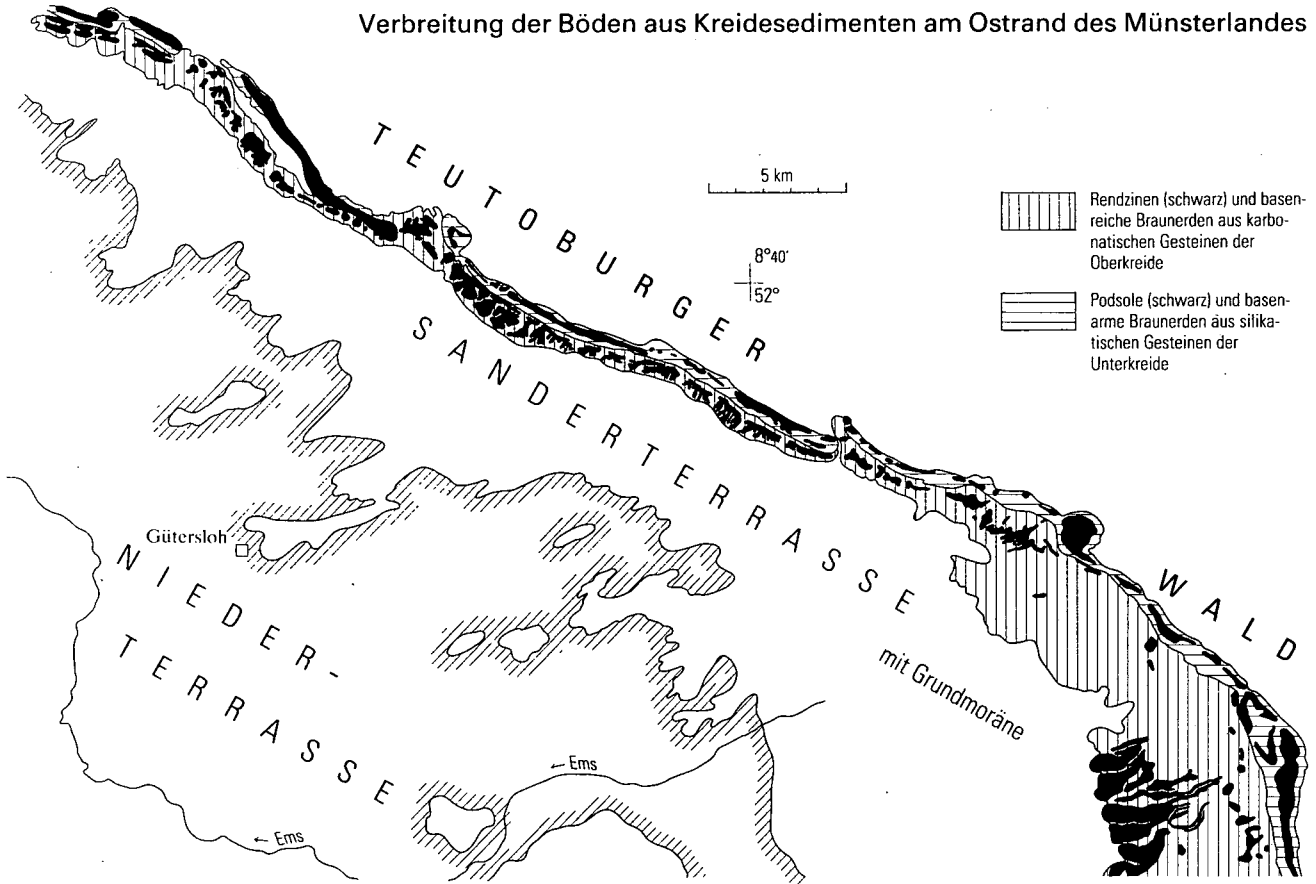 Verbreitung der Böden aus Kreidesedimenten am Ostrand des Münsterlandes
TEUTOBURGER
WALD
5 km
8°40'
52°
Rendzinen (schwarz) und basen-
reiche Braunerden aus karbo-
natischen Gesteinen der
Oberkreide
Podsole (schwarz) und basen-
arme Braunerden aus silika-
tischen Gesteinen der
Unterkreide
SANDERTERRASSE
mit Grundmoräne
Gütersloh
NIEDER-
TERRASSE
← Ems
← Ems